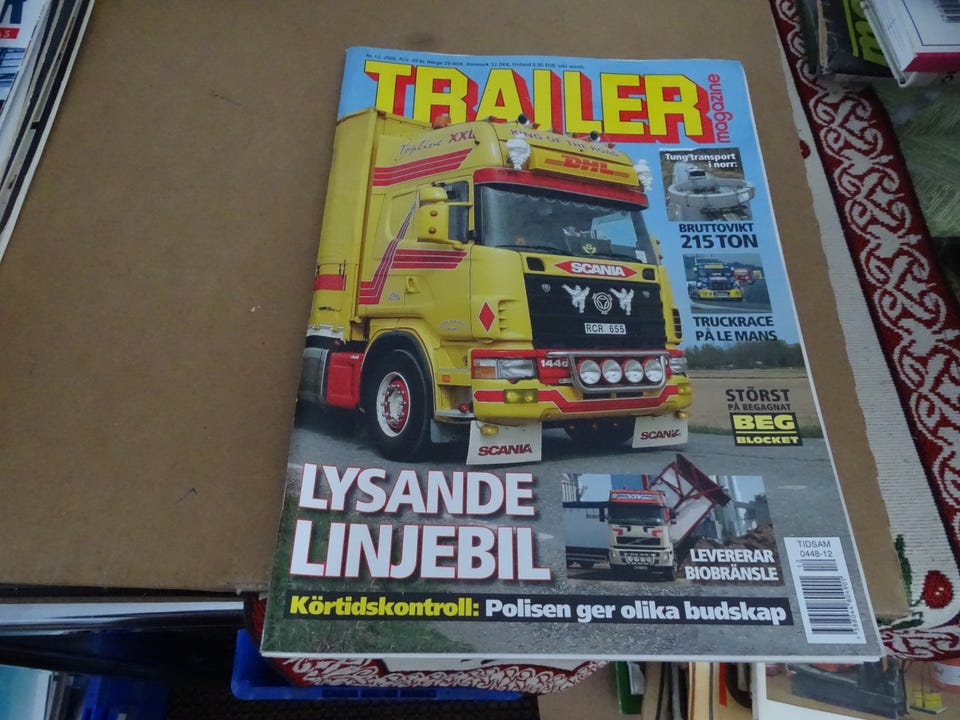 TRAILER
magazine
Topline XXL
KING OF THE ROAD
DHL
Tung transport
i norr:
BRUTTOVIKT
215 TON
SCANIA
RCR 656
TRUCKRACE
PÅ LE MANS
144G
STÖRST
PÅ BEGAGNAT
BEG
BLOCKET
SCANIA
SCANIA
LYSANDE
LINJEBIL
LEVERERAR
BIOBRÄNSLE
TIDSAM
0448-12
Körtidskontroll: Polisen ger olika budskap